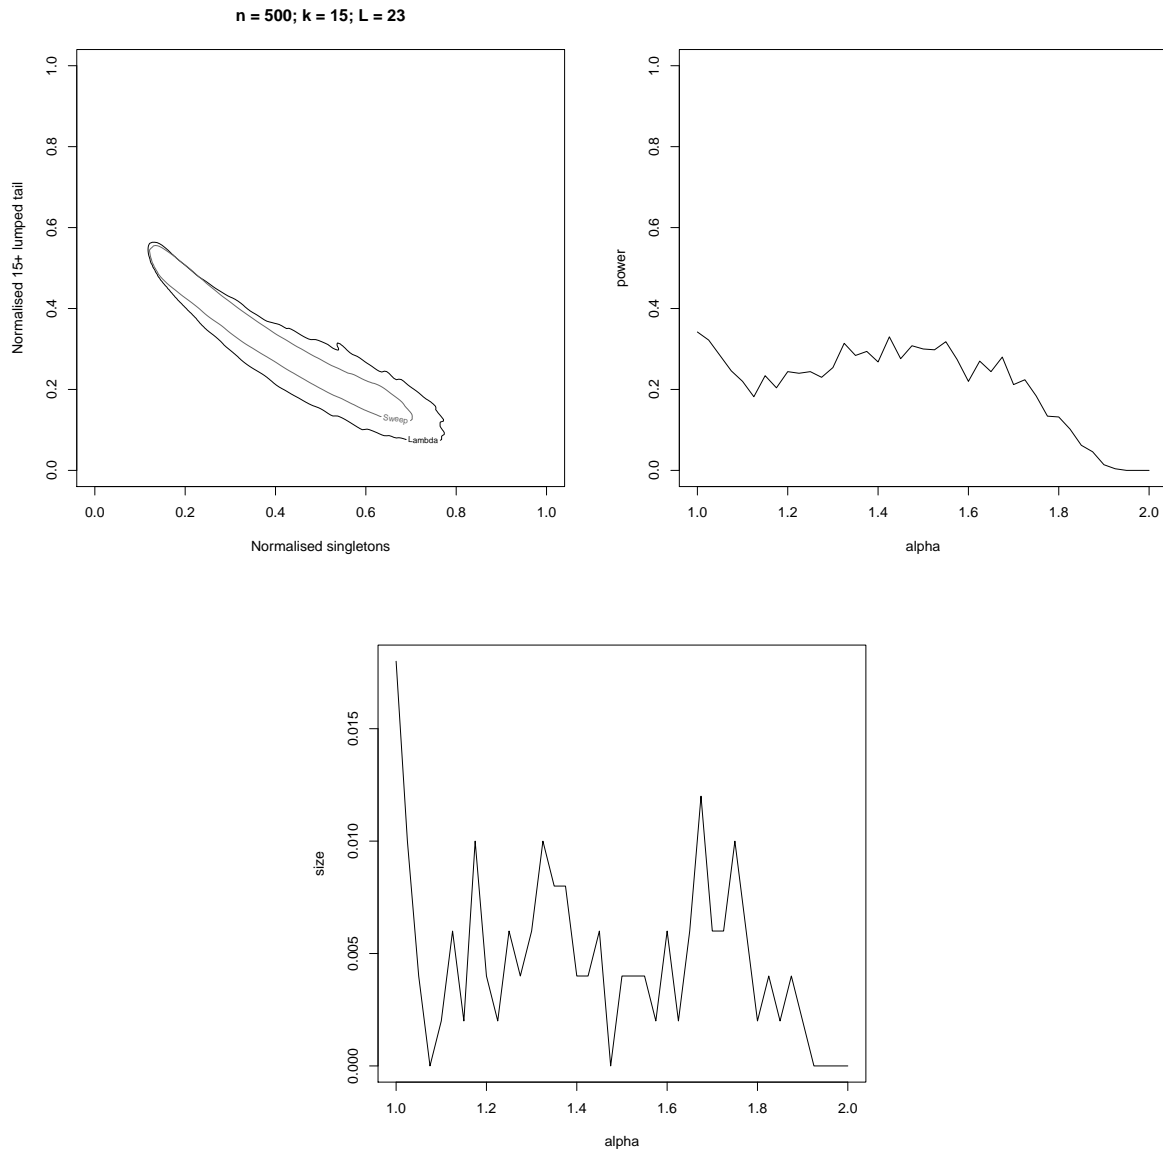 n = 500; k = 15; L = 23
Normalised 15+ lumped tail
1.0
0.8
0.6
0.4
0.2
0.0
Sweep
Lambda
0.0 0.2 0.4 0.6 0.8 1.0
Normalised singletons
power
1.0
0.8
0.6
0.4
0.2
0.0
1.0 1.2 1.4 1.6 1.8 2.0
alpha
size
0.015
0.010
0.005
0.000
1.0 1.2 1.4 1.6 1.8 2.0
alpha